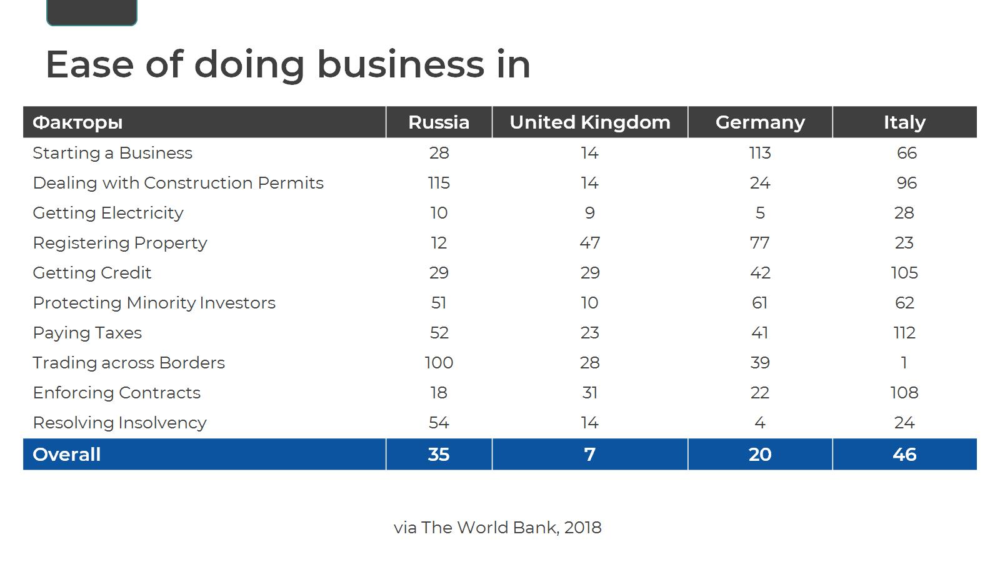 Ease of doing business in
Факторы Russia United Kingdom Germany Italy
Starting a Business 28 14 113 66
Dealing with Construction Permits 115 14 24 96
Getting Electricity 10 9 5 28
Registering Property 12 47 77 23
Getting Credit 29 29 42 105
Protecting Minority Investors 51 10 61 62
Paying Taxes 52 23 41 112
Trading across Borders 100 28 39 1
Enforcing Contracts 18 31 22 108
Resolving Insolvency 54 14 4 24
Overall 35 7 20 46
via The World Bank, 2018